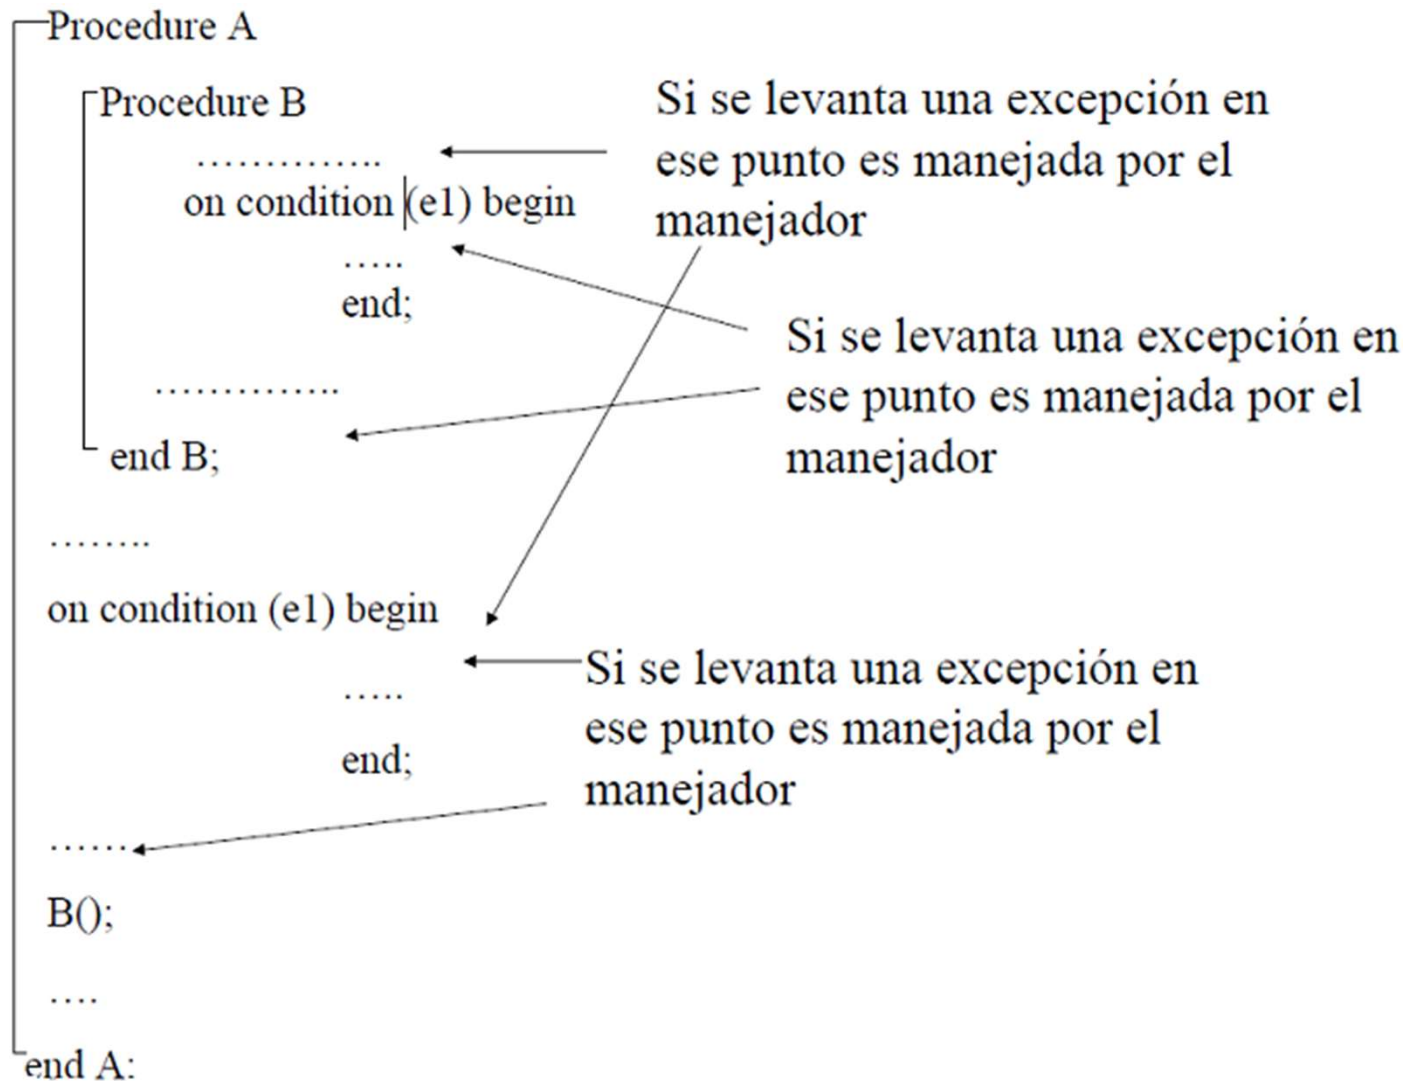 Procedure A
Procedure B
Si se levanta una excepción en
ese punto es manejada por el
manejador
..............
on condition (e1) begin
.....
end;
Si se levanta una excepción en
ese punto es manejada por el
manejador
..............
end B;
........
on condition (e1) begin
Si se levanta una excepción en
ese punto es manejada por el
manejador
.....
end;
......
B();
....
end A: